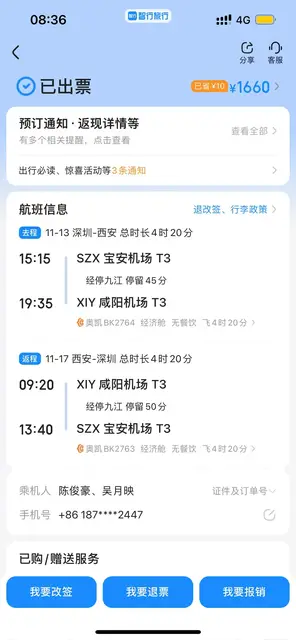 08:36
智行旅行
4G
分享
客服
已出票
已省¥10
¥1660
预订通知 · 返现详情等
查看全部
有多个相关提醒，点击查看
出行必读、惊喜活动等3条通知
航班信息
退改签、行李政策
去程 11-13 深圳-西安 总时长4时20分
15:15 SZX 宝安机场 T3
经停九江 停留45分
19:35 XIY 咸阳机场 T3
奥凯BK2764 经济舱 无餐饮 飞4时20分
返程 11-17 西安-深圳 总时长4时20分
09:20 XIY 咸阳机场 T3
经停九江 停留50分
13:40 SZX 宝安机场 T3
奥凯BK2763 经济舱 无餐饮 飞4时20分
乘机人 陈俊豪、吴月映 证件及订单号
手机号 +86 187****2447
已购/赠送服务
我要改签
我要退票
我要报销